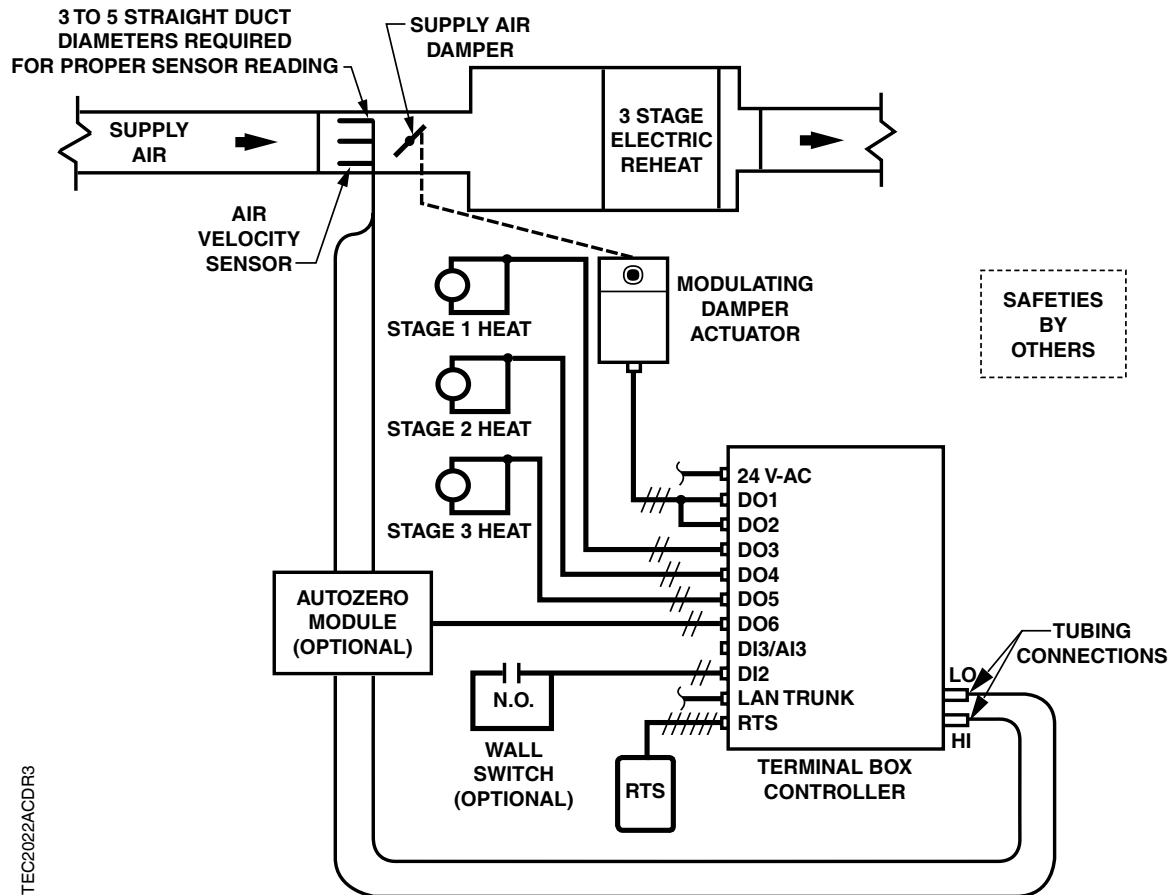 3 TO 5 STRAIGHT DUCT
DIAMETERS REQUIRED
FOR PROPER SENSOR READING
SUPPLY AIR
DAMPER
SUPPLY
AIR
3 STAGE
ELECTRIC
REHEAT
AIR
VELOCITY
SENSOR
STAGE 1 HEAT
MODULATING
DAMPER
ACTUATOR
SAFETIES
BY
OTHERS
STAGE 2 HEAT
STAGE 3 HEAT
24 V-AC
DO1
DO2
DO3
DO4
DO5
DO6
DI3/AI3
DI2
LAN TRUNK
RTS
AUTOZERO
MODULE
(OPTIONAL)
TUBING
CONNECTIONS
LO
HI
N.O.
WALL
SWITCH
(OPTIONAL)
RTS
TERMINAL BOX
CONTROLLER
TEC2022ACDR3